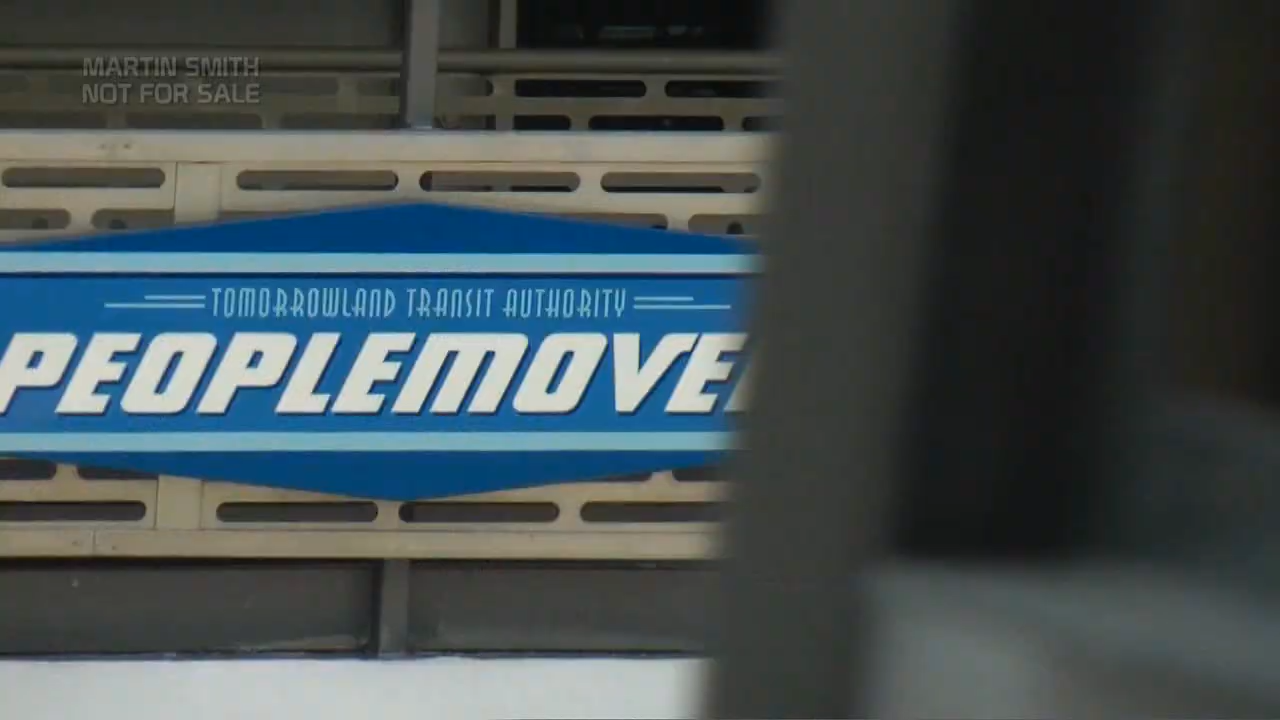 MARTIN SMITH
NOT FOR SALE
TOMORROWLAND TRANSIT AUTHORITY
PEOPLEMOVE